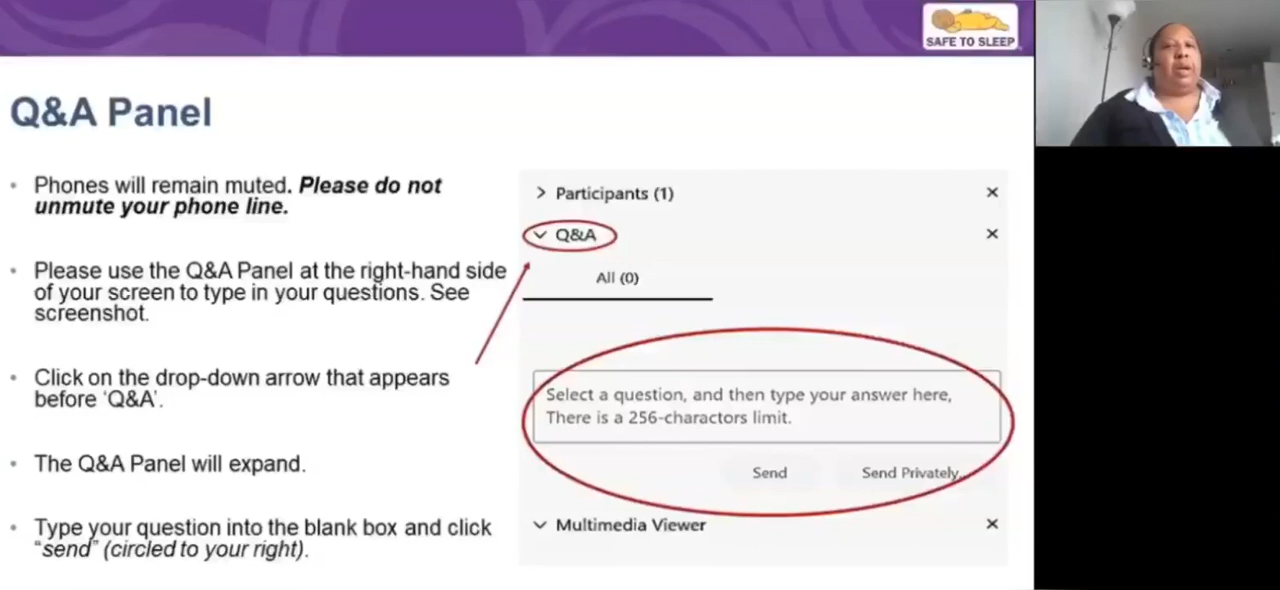 SAFE TO SLEEP
Q&A Panel
Phones will remain muted. Please do not
unmute your phone line.
Please use the Q&A Panel at the right-hand side
of your screen to type in your questions. See
screenshot.
Click on the drop-down arrow that appears
before ‘Q&A’.
The Q&A Panel will expand.
Type your question into the blank box and click
“send” (circled to your right).
Participants (1)
Q&A
All (0)
Select a question, and then type your answer here,
There is a 256-charactors limit.
Send
Send Privately
Multimedia Viewer